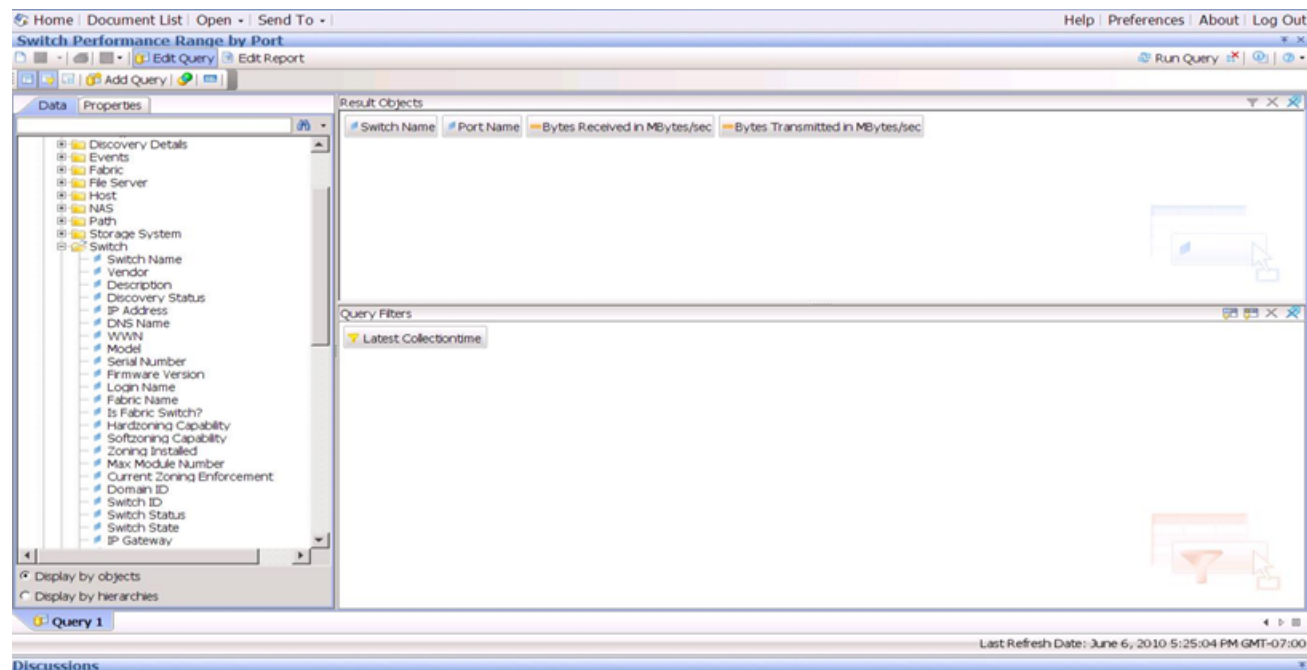 Home | Document List | Open | Send To Help | Preferences | About | Log Out
Switch Performance Range by Port
Edit Query Edit Report Run Query
Add Query
Data Properties
Discovery Details
Events
Fabric
File Server
Host
NAS
Path
Storage System
Switch
Switch Name
Vendor
Description
Discovery Status
IP Address
DNS Name
WWN
Model
Serial Number
Firmware Version
Login Name
Fabric Name
Is Fabric Switch?
Hardzoning Capability
Softzoning Capability
Zoning Installed
Max Module Number
Current Zoning Enforcement
Domain ID
Switch ID
Switch Status
Switch State
IP Gateway
Display by objects
Display by hierarchies
Result Objects
Switch Name Port Name Bytes Received in MBytes/sec Bytes Transmitted in MBytes/sec
Query Filters
Latest Collectiontime
Query 1
Last Refresh Date: June 6, 2010 5:25:04 PM GMT-07:00
Discussions